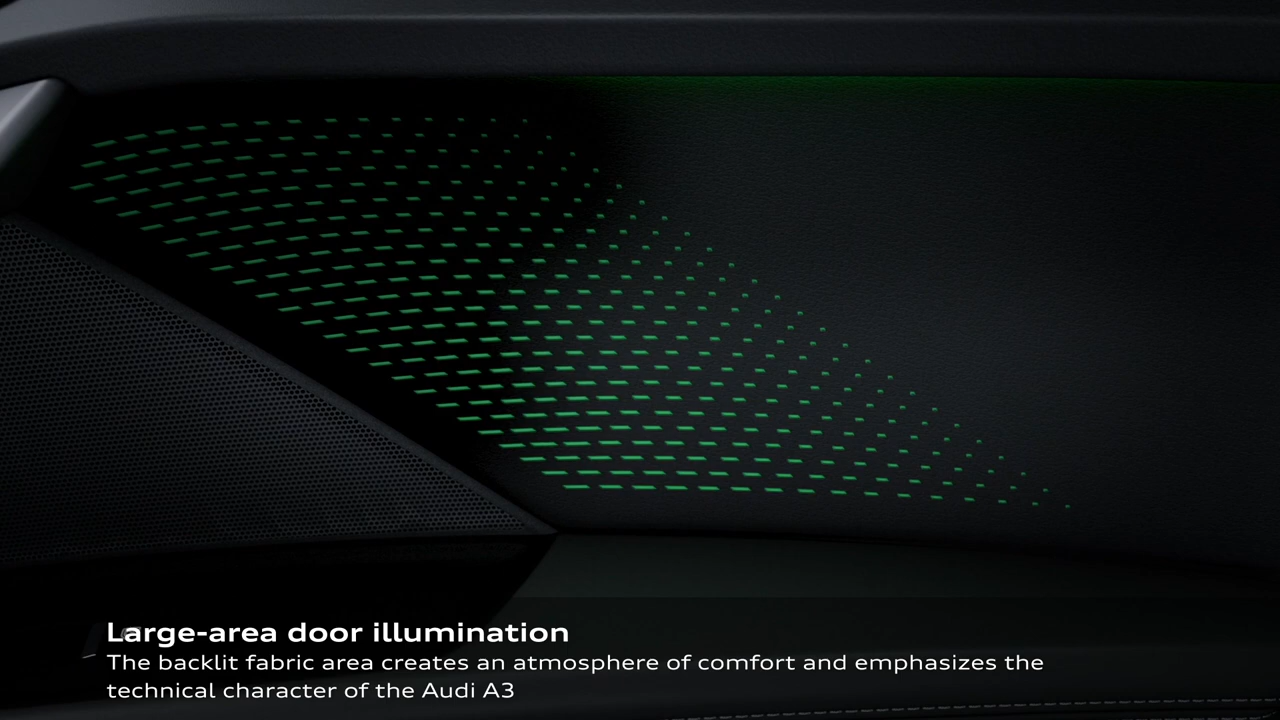 Large-area door illumination
The backlit fabric area creates an atmosphere of comfort and emphasizes the
technical character of the Audi A3